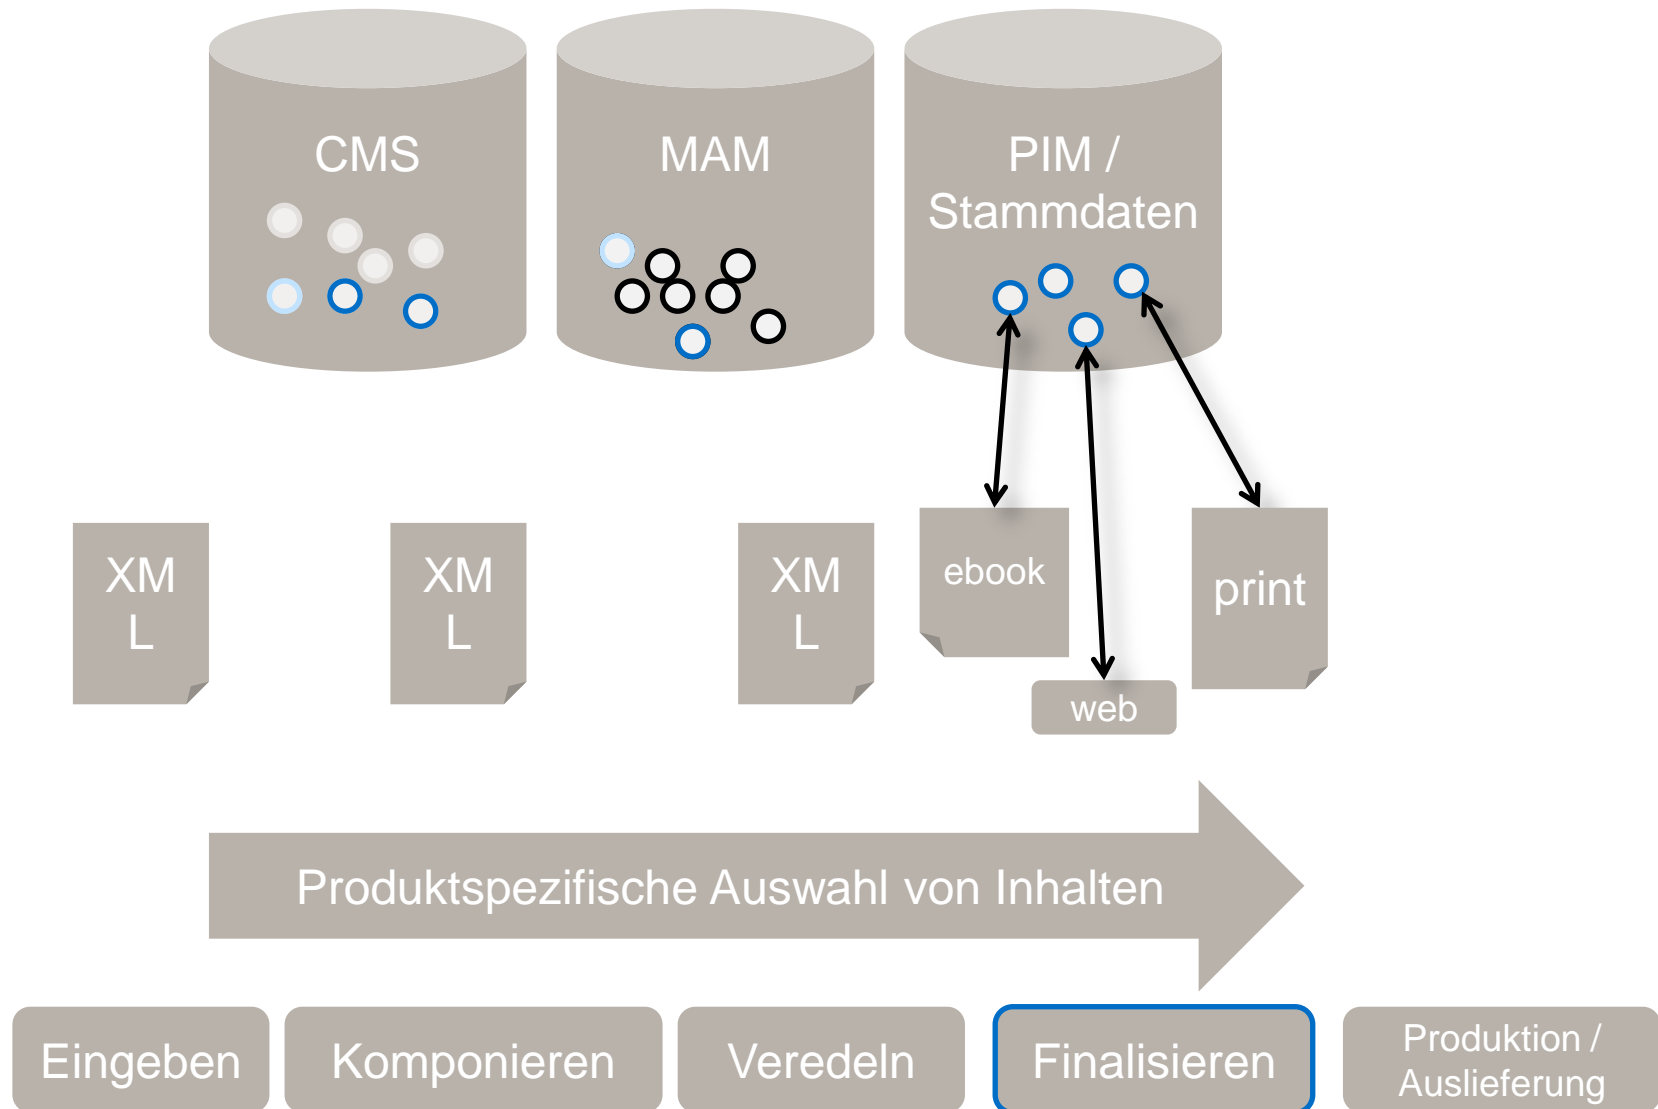 CMS
MAM
PIM /
Stammdaten
XM
L
XM
L
XM
L
ebook
print
web
Produktspezifische Auswahl von Inhalten
Eingeben
Komponieren
Veredeln
Finalisieren
Produktion /
Auslieferung